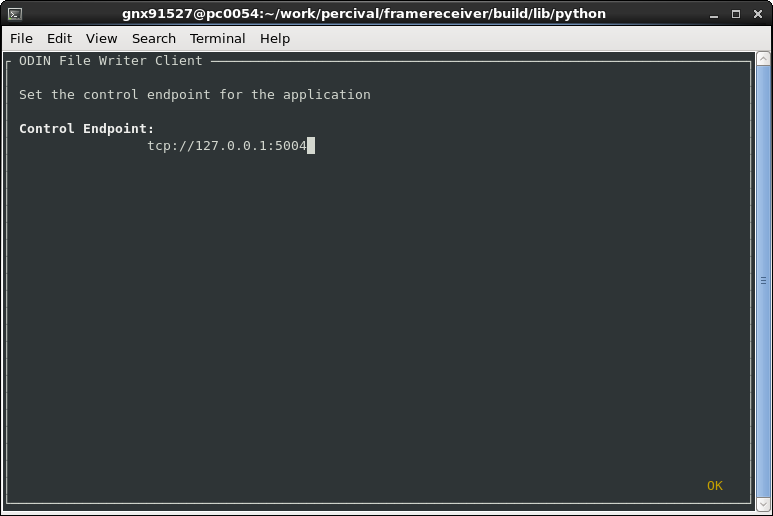 gnx91527@pc0054:~/work/percival/framereceiver/build/lib/python
File Edit View Search Terminal Help
ODIN File Writer Client
Set the control endpoint for the application
Control Endpoint:
tcp://127.0.0.1:5004
OK